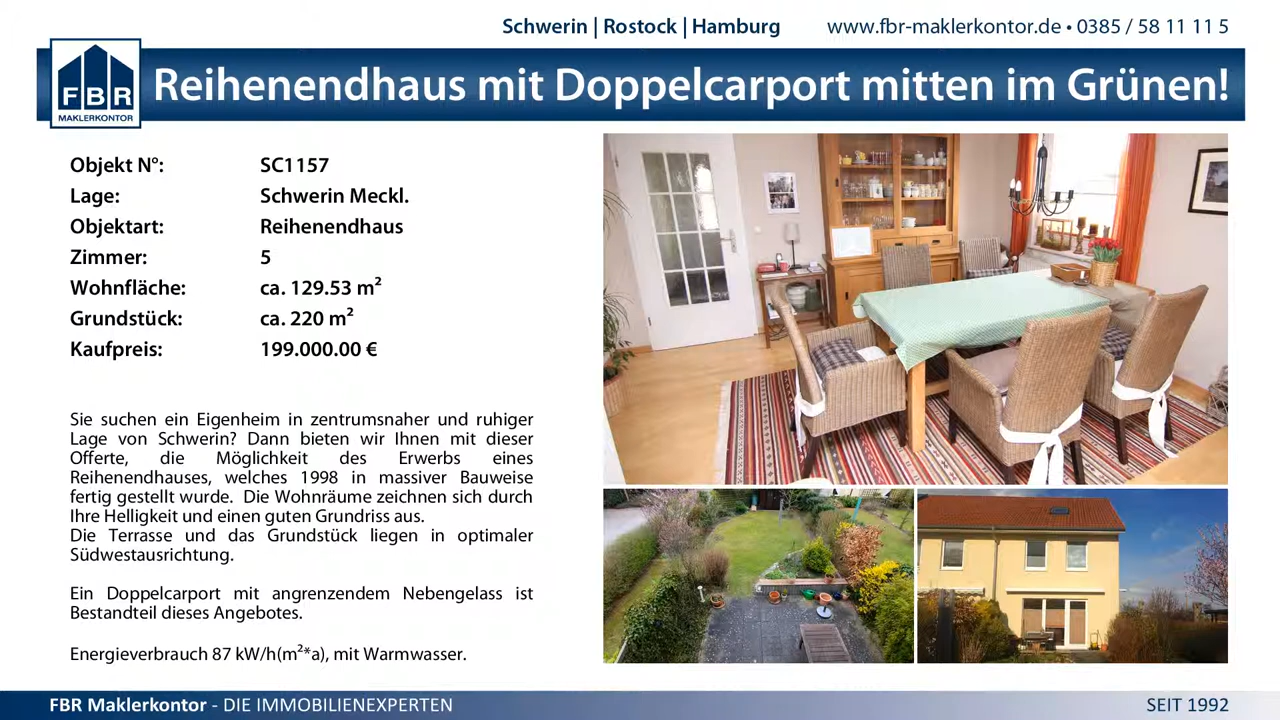 Schwerin | Rostock | Hamburg www.fbr-maklerkontor.de • 0385 / 58 11 11 5
FBR
MAKLERKONTOR
Reihenendhaus mit Doppelcarport mitten im Grünen!
Objekt N°: SC1157
Lage: Schwerin Meckl.
Objektart: Reihenendhaus
Zimmer: 5
Wohnfläche: ca. 129.53 m²
Grundstück: ca. 220 m²
Kaufpreis: 199.000.00 €
Sie suchen ein Eigenheim in zentrumsnaher und ruhiger
Lage von Schwerin? Dann bieten wir Ihnen mit dieser
Offerte, die Möglichkeit des Erwerbs eines
Reihenendhauses, welches 1998 in massiver Bauweise
fertig gestellt wurde. Die Wohnräume zeichnen sich durch
Ihre Helligkeit und einen guten Grundriss aus.
Die Terrasse und das Grundstück liegen in optimaler
Südwestausrichtung.
Ein Doppelcarport mit angrenzendem Nebengelass ist
Bestandteil dieses Angebotes.
Energieverbrauch 87 kW/h(m²*a), mit Warmwasser.
FBR Maklerkontor - DIE IMMOBILIENEXPERTEN SEIT 1992